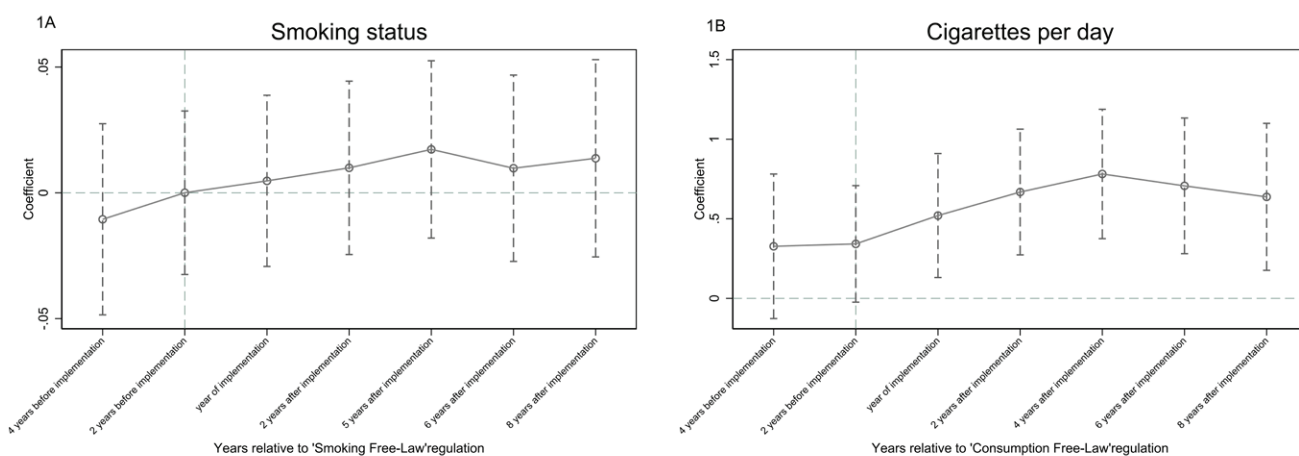 1A
Smoking status
.05
0
-.05
Coefficient
4 years before implementation
2 years before implementation
year of implementation
2 years after implementation
5 years after implementation
6 years after implementation
8 years after implementation
Years relative to 'Smoking Free-Law'regulation
1B
Cigarettes per day
1.5
1
.5
0
Coefficient
4 years before implementation
2 years before implementation
year of implementation
2 years after implementation
4 years after implementation
6 years after implementation
8 years after implementation
Years relative to 'Consumption Free-Law'regulation